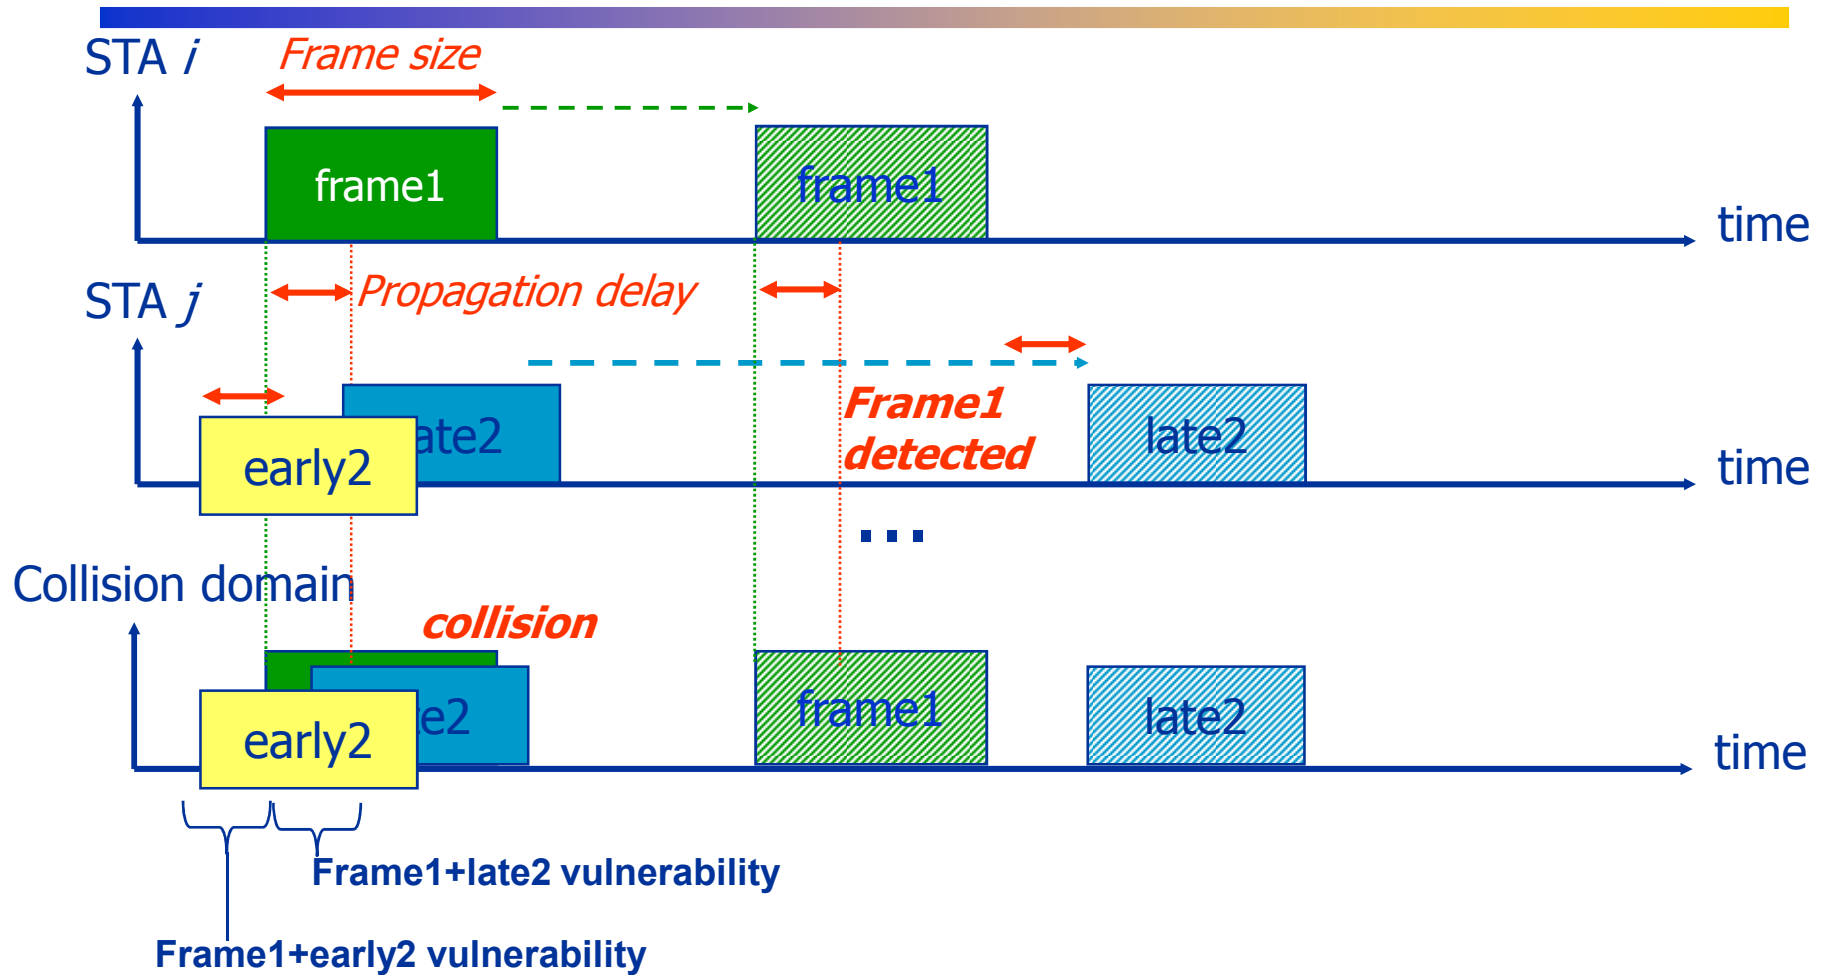 STA i
Frame size
frame1
frame1
time
STA j
Propagation delay
late2
early2
Frame1
detected
late2
time
...
Collision domain
collision
e2
early2
frame1
late2
time
Frame1+late2 vulnerability
Frame1+early2 vulnerability